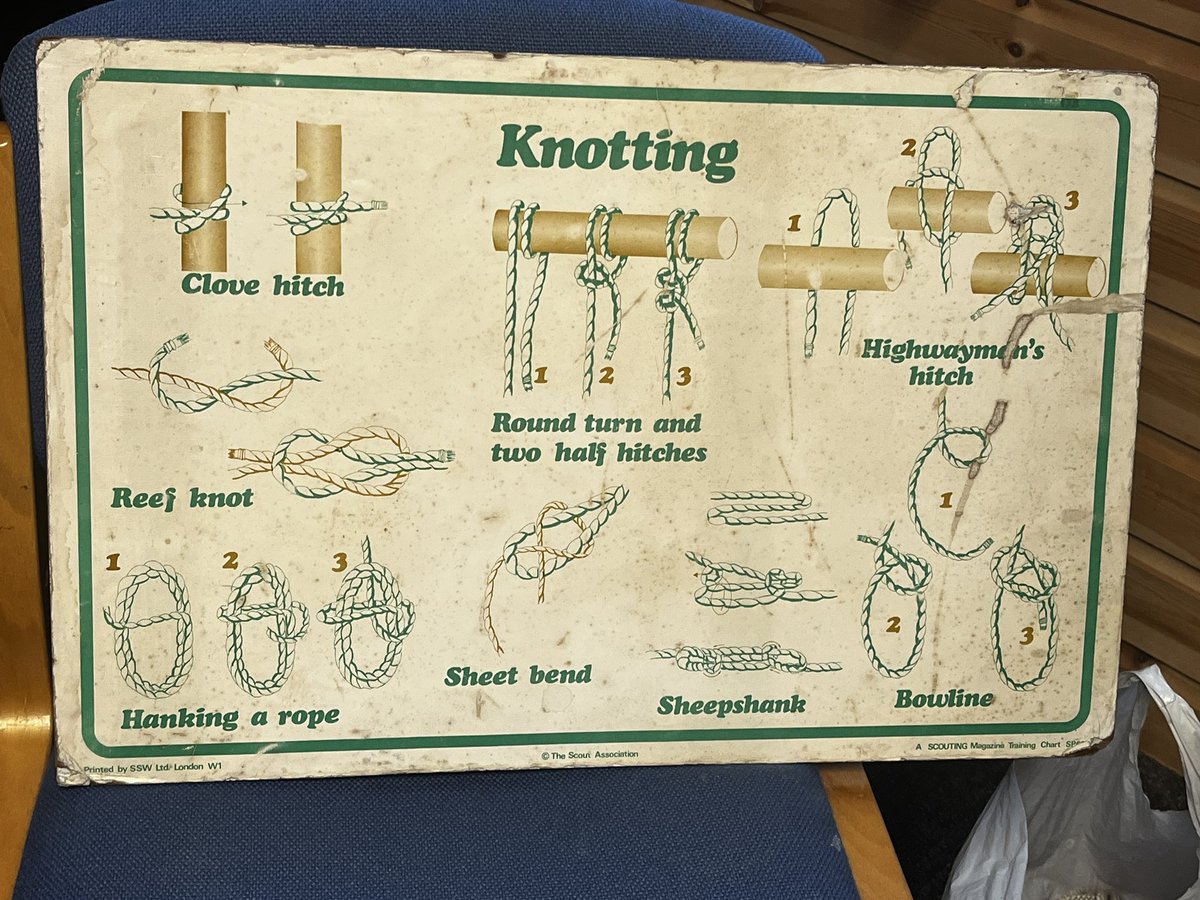 Knotting
Clove hitch
1
2
3
Round turn and
two half hitches
1
2
3
Highwayman's
hitch
Reef knot
1
2
3
Hanking a rope
Sheet bend
Sheepshank
1
2
3
Bowline
Printed by SSW Ltd. London W1
© The Scout Association
A SCOUTING Magazine Training Chart